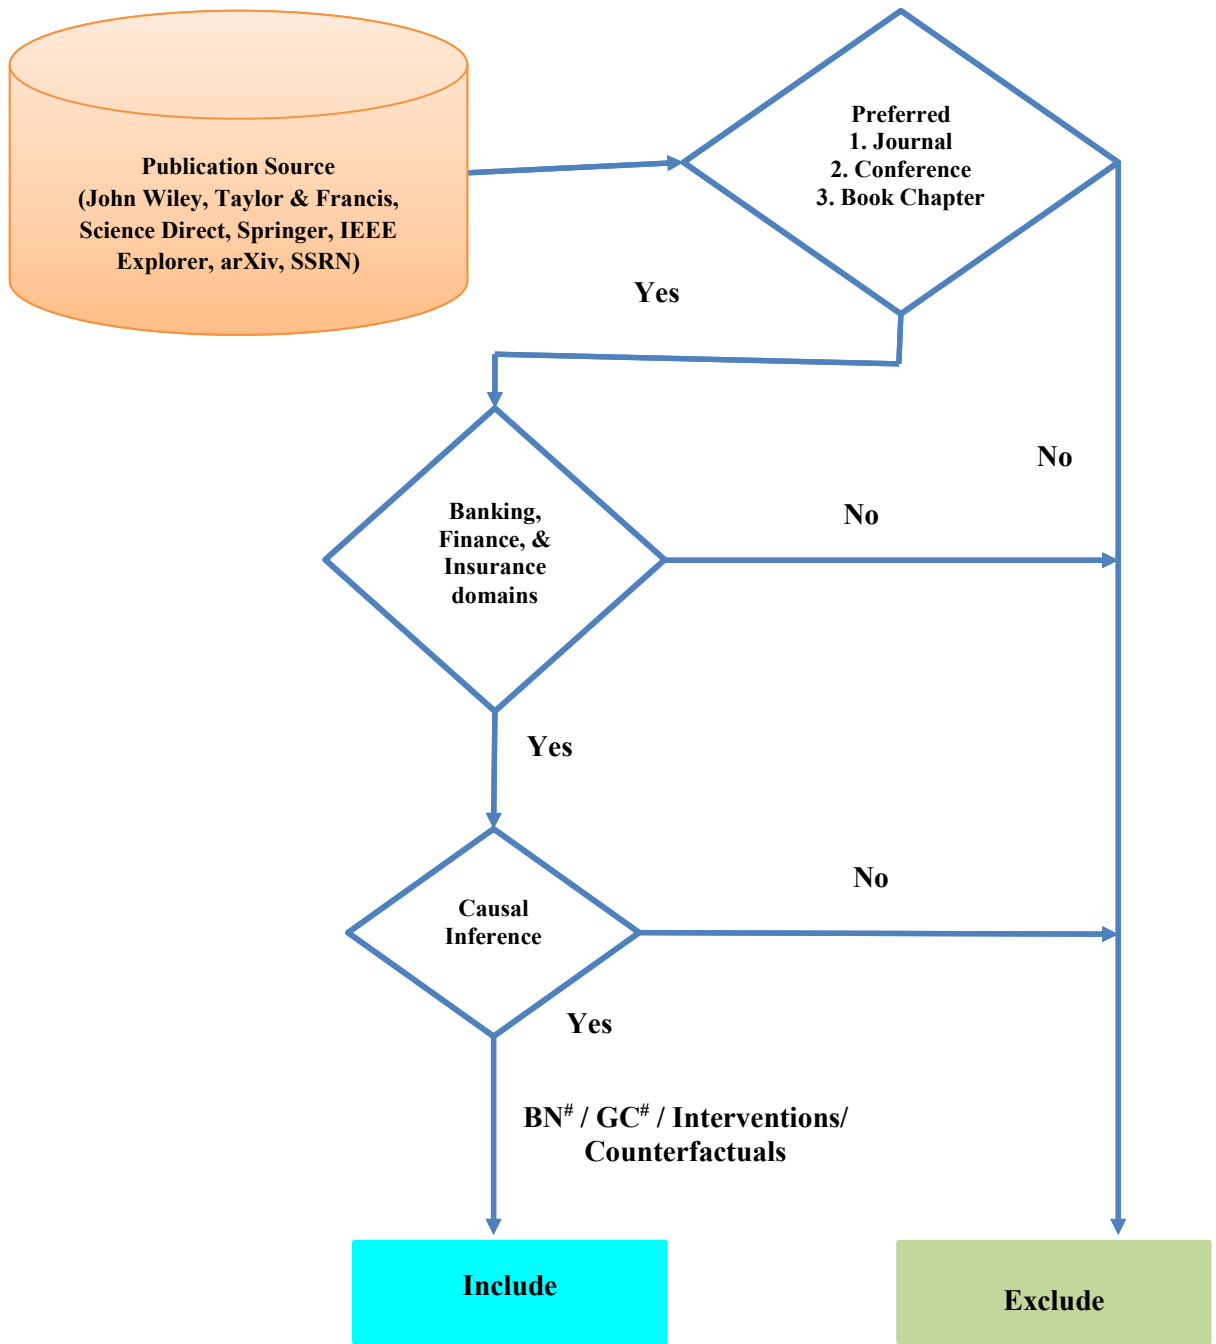 Publication Source
(John Wiley, Taylor & Francis,
Science Direct, Springer, IEEE
Explorer, arXiv, SSRN)
Preferred
1. Journal
2. Conference
3. Book Chapter
Yes
No
Banking,
Finance, &
Insurance
domains
No
Yes
Causal
Inference
No
Yes
BN# / GC# / Interventions/
Counterfactuals
Include
Exclude